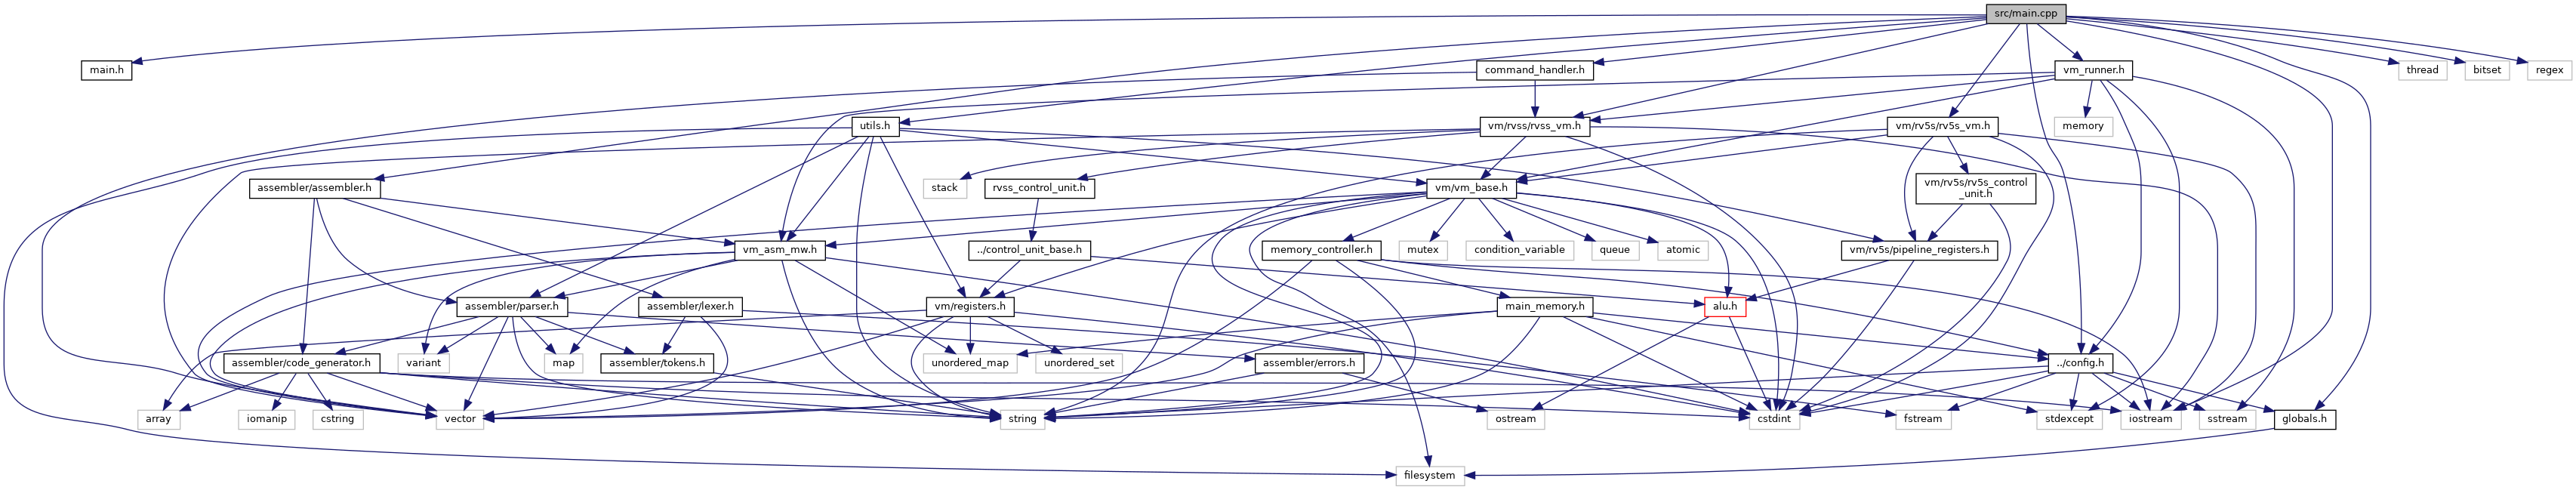 src/main.cpp
main.h
command_handler.h
vm_runner.h
thread
bitset
regex
utils.h
vm/rvss/rvss_vm.h
vm/rv5s/rv5s_vm.h
memory
assembler/assembler.h
stack
rvss_control_unit.h
vm/vm_base.h
vm/rv5s/rv5s_control
_unit.h
vm_asm_mw.h
../control_unit_base.h
memory_controller.h
mutex
condition_variable
queue
atomic
vm/rv5s/pipeline_registers.h
assembler/parser.h
assembler/lexer.h
vm/registers.h
main_memory.h
alu.h
assembler/code_generator.h
variant
map
assembler/tokens.h
unordered_map
unordered_set
assembler/errors.h
../config.h
array
iomanip
cstring
vector
string
ostream
cstdint
fstream
stdexcept
iostream
sstream
globals.h
filesystem